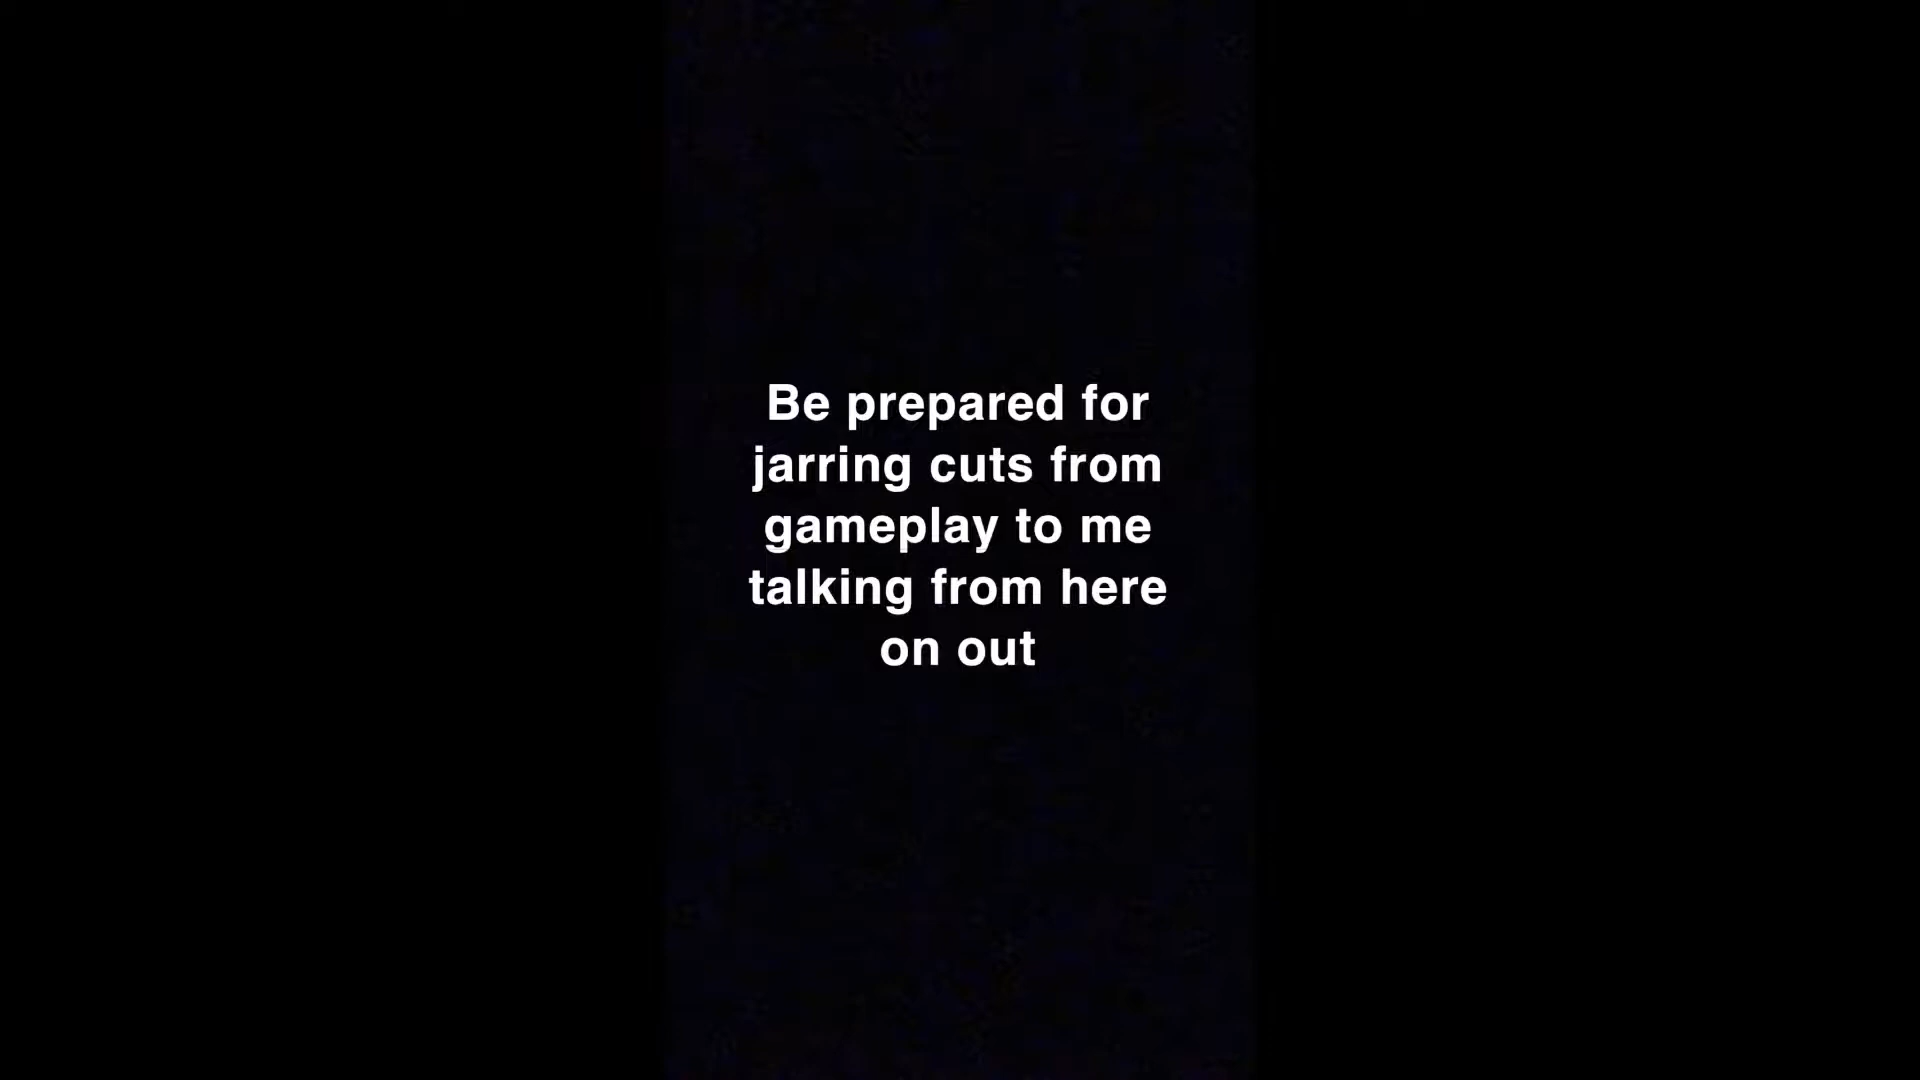 Be prepared for
jarring cuts from
gameplay to me
talking from here
on out